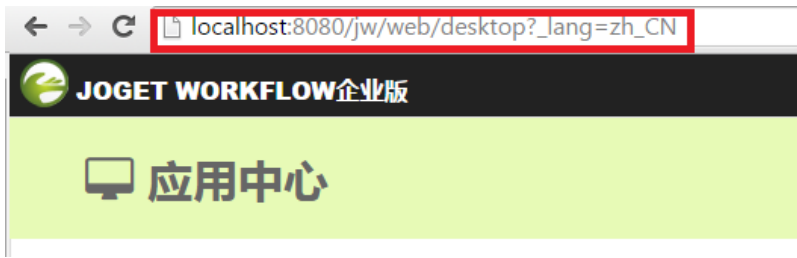 localhost:8080/jw/web/desktop?_lang=zh_CN
JOGET WORKFLOW企业版
应用中心